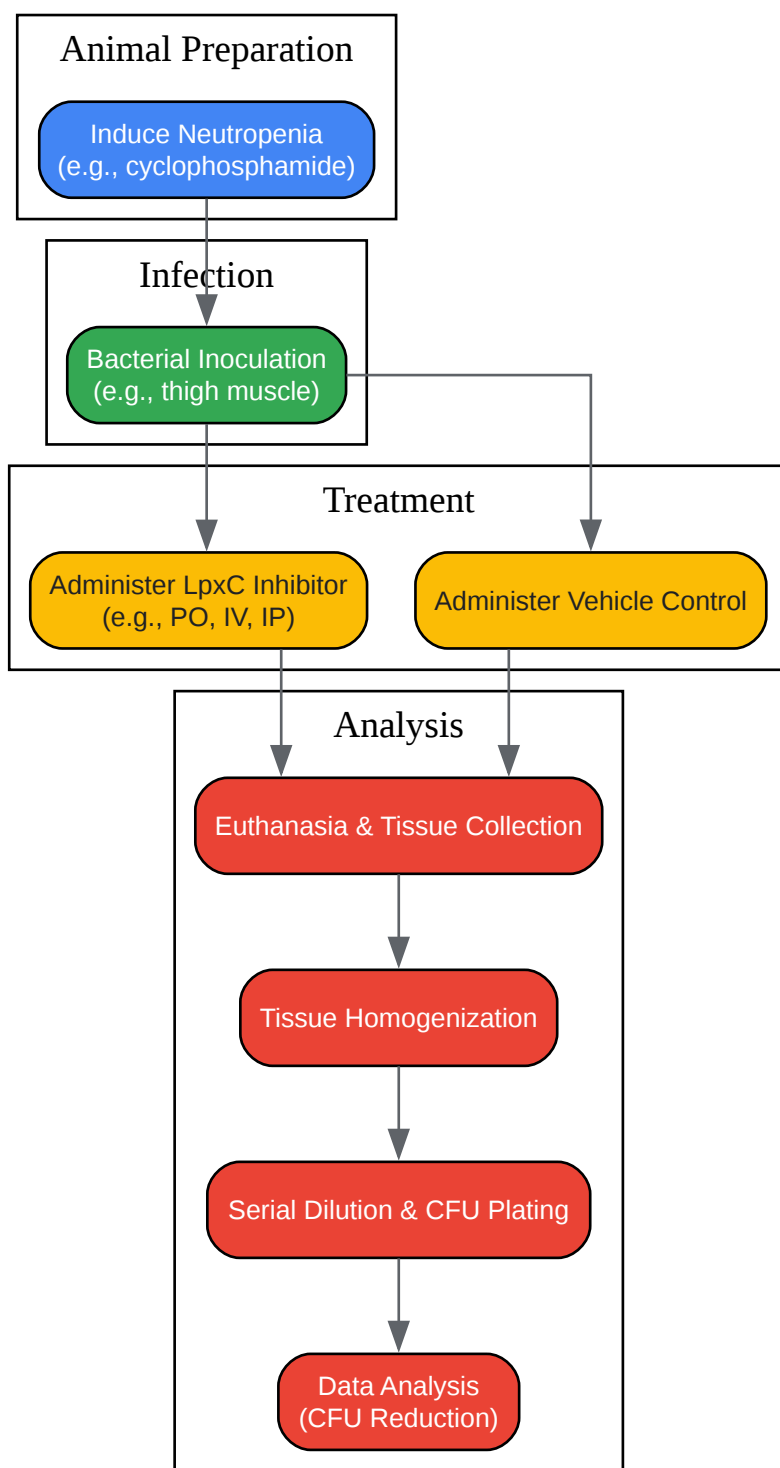 Animal Preparation
Induce Neutropenia
(e.g., cyclophosphamide)
Infection
Bacterial Inoculation
(e.g., thigh muscle)
Treatment
Administer LpxC Inhibitor
(e.g., PO, IV, IP)
Administer Vehicle Control
Analysis
Euthanasia & Tissue Collection
Tissue Homogenization
Serial Dilution & CFU Plating
Data Analysis
(CFU Reduction)